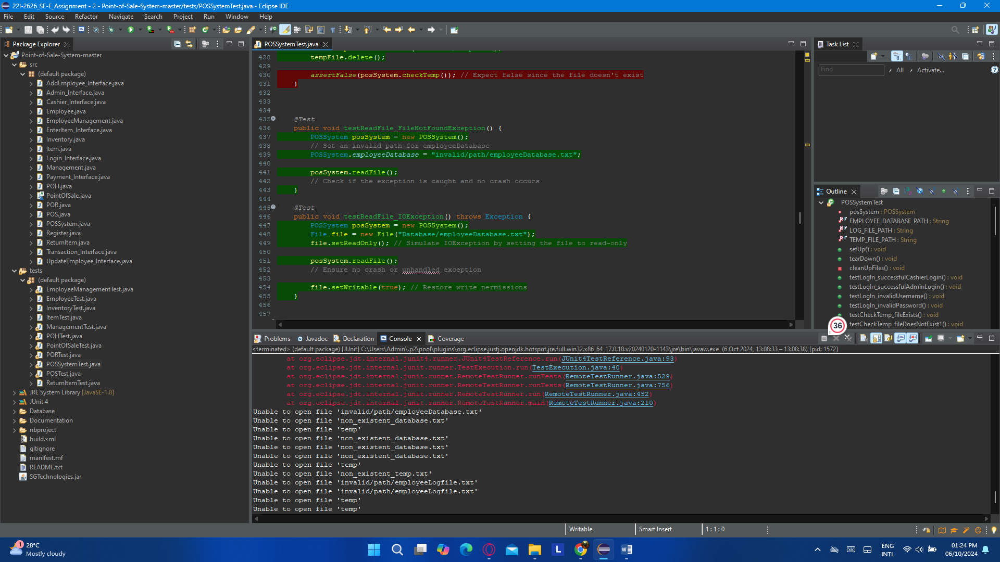 22I-2626_SE-E_Assignment - 2 - Point-of-Sale-System-master/tests/POSSystemTest.java - Eclipse IDE
File Edit Source Refactor Navigate Search Project Run Window Help
Package Explorer
Point-of-Sale-System-master
src
(default package)
AddEmployee_Interface.java
Admin_Interface.java
Cashier_Interface.java
Employee.java
EmployeeManagement.java
EnterItem_Interface.java
Inventory.java
Item.java
Login_Interface.java
Management.java
Payment_Interface.java
POH.java
PointOfSale.java
POR.java
POS.java
POSSystem.java
Register.java
ReturnItem.java
Transaction_Interface.java
UpdateEmployee_Interface.java
tests
(default package)
EmployeeManagementTest.java
EmployeeTest.java
InventoryTest.java
ItemTest.java
ManagementTest.java
POHTest.java
PointOfSaleTest.java
PORTest.java
POSSystemTest.java
POSTest.java
ReturnItemTest.java
JRE System Library [JavaSE-1.8]
JUnit 4
Database
Documentation
nbproject
build.xml
gitignore
manifest.mf
README.txt
SGTechnologies.jar
POSSystemTest.java
428 tempFile.delete();
429
430 assertFalse(posSystem.checkTemp()); // Expect false since the file doesn't exist
431 }
432
433
434
435 @Test
436 public void testReadFile_FileNotFoundException() {
437 POSSystem posSystem = new POSSystem();
438 // Set an invalid path for employeeDatabase
439 POSSystem.employeeDatabase = "invalid/path/employeeDatabase.txt";
440
441 posSystem.readFile();
442 // Check if the exception is caught and no crash occurs
443 }
444
445 @Test
446 public void testReadFile_IOException() throws Exception {
447 POSSystem posSystem = new POSSystem();
448 File file = new File("Database/employeeDatabase.txt");
449 file.setReadOnly(); // Simulate IOException by setting the file to read-only
450
451 posSystem.readFile();
452 // Ensure no crash or unhandled exception
453
454 file.setWritable(true); // Restore write permissions
455 }
456
457
Task List
Find All Activate...
Outline
POSSystemTest
posSystem : POSSystem
EMPLOYEE_DATABASE_PATH : String
LOG_FILE_PATH : String
TEMP_FILE_PATH : String
setUp() : void
tearDown() : void
cleanUpFiles() : void
testLogIn_successfulCashierLogin() : void
testLogIn_successfulAdminLogin() : void
testLogIn_invalidUsername() : void
testLogIn_invalidPassword() : void
testCheckTemp_fileExists() : void
testCheckTemp_fileDoesNotExist1() : void
36
Problems Javadoc Declaration Console Coverage
<terminated> (default package) [JUnit] C:\Users\Admin\.p2\pool\plugins\org.eclipse.justj.openjdk.hotspot.jre.full.win32.x86_64_17.0.10.v20240120-1143\jre\bin\javaw.exe (6 Oct 2024, 13:08:33 – 13:08:38) [pid: 1572]
at org.eclipse.jdt.internal.junit4.runner.JUnit4TestReference.run(JUnit4TestReference.java:93)
at org.eclipse.jdt.internal.junit.runner.TestExecution.run(TestExecution.java:40)
at org.eclipse.jdt.internal.junit.runner.RemoteTestRunner.runTests(RemoteTestRunner.java:529)
at org.eclipse.jdt.internal.junit.runner.RemoteTestRunner.runTests(RemoteTestRunner.java:756)
at org.eclipse.jdt.internal.junit.runner.RemoteTestRunner.run(RemoteTestRunner.java:452)
at org.eclipse.jdt.internal.junit.runner.RemoteTestRunner.main(RemoteTestRunner.java:210)
Unable to open file 'invalid/path/employeeDatabase.txt'
Unable to open file 'non_existent_database.txt'
Unable to open file 'temp'
Unable to open file 'non_existent_database.txt'
Unable to open file 'non_existent_database.txt'
Unable to open file 'non_existent_database.txt'
Unable to open file 'temp'
Unable to open file 'non_existent_temp.txt'
Unable to open file 'invalid/path/employeeLogfile.txt'
Unable to open file 'invalid/path/employeeLogfile.txt'
Unable to open file 'temp'
Unable to open file 'temp'
Writable Smart Insert 1 : 1 : 0
1
28°C
Mostly cloudy
L
ENG
INTL
01:24 PM
06/10/2024